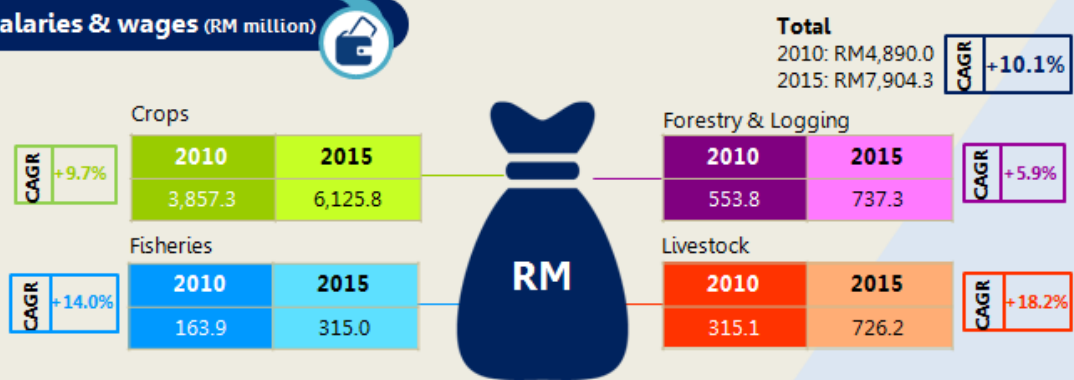 alaries & wages (RM million)
Total
2010: RM4,890.0
2015: RM7,904.3
CAGR +10.1%
Crops
2010 2015
3,857.3 6,125.8
CAGR +9.7%
Forestry & Logging
2010 2015
553.8 737.3
CAGR +5.9%
Fisheries
2010 2015
163.9 315.0
CAGR +14.0%
RM
Livestock
2010 2015
315.1 726.2
CAGR +18.2%